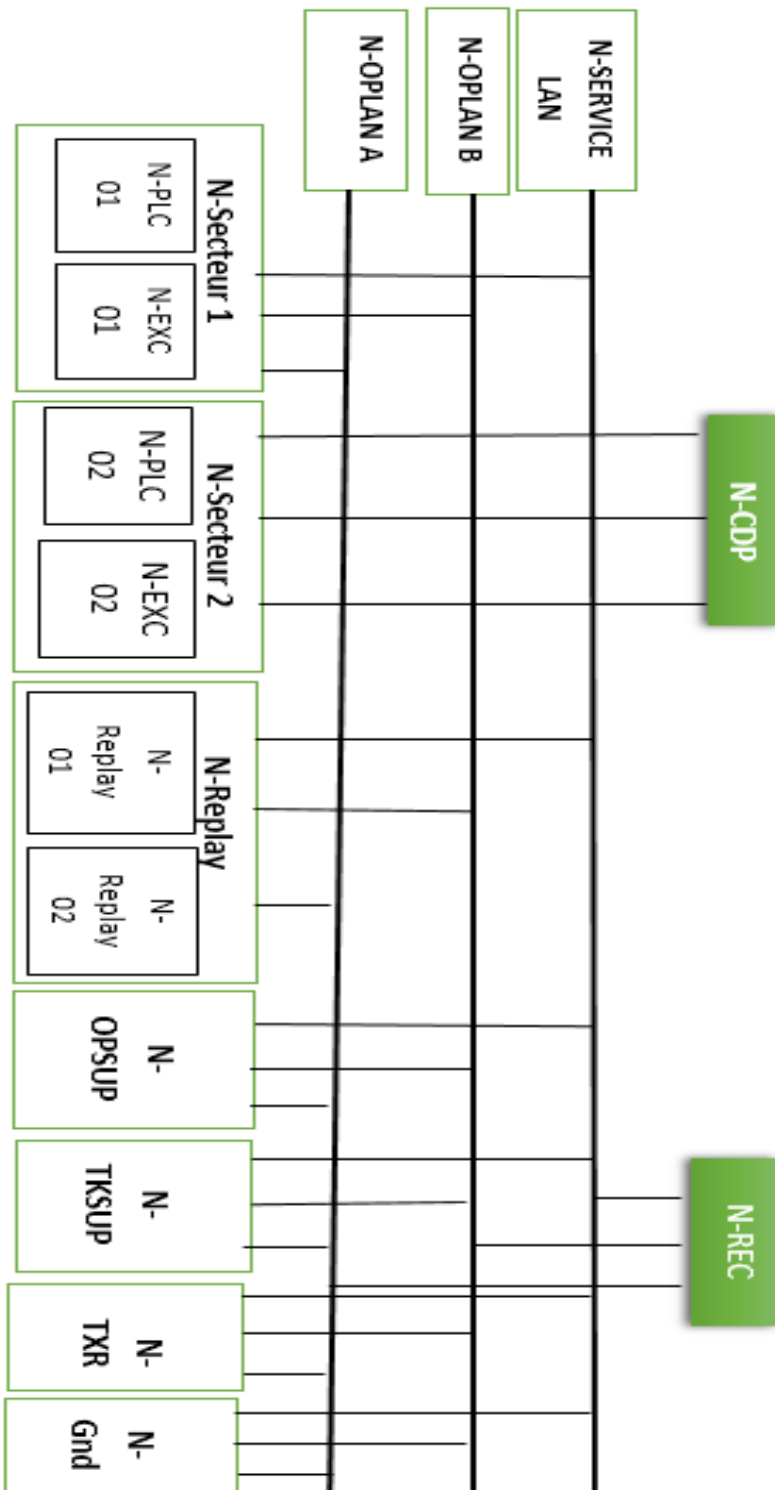 N-SERVICE
LAN
N-OPLAN B
N-OPLAN A
N-CDP
N-REC
N-Secteur 1
N-PLC
01
N-EXC
01
N-Secteur 2
N-PLC
02
N-EXC
02
N-Replay
N-
Replay
01
N-
Replay
02
N-
OPSUP
N-
TKSUP
N-
TXR
N-
Gnd